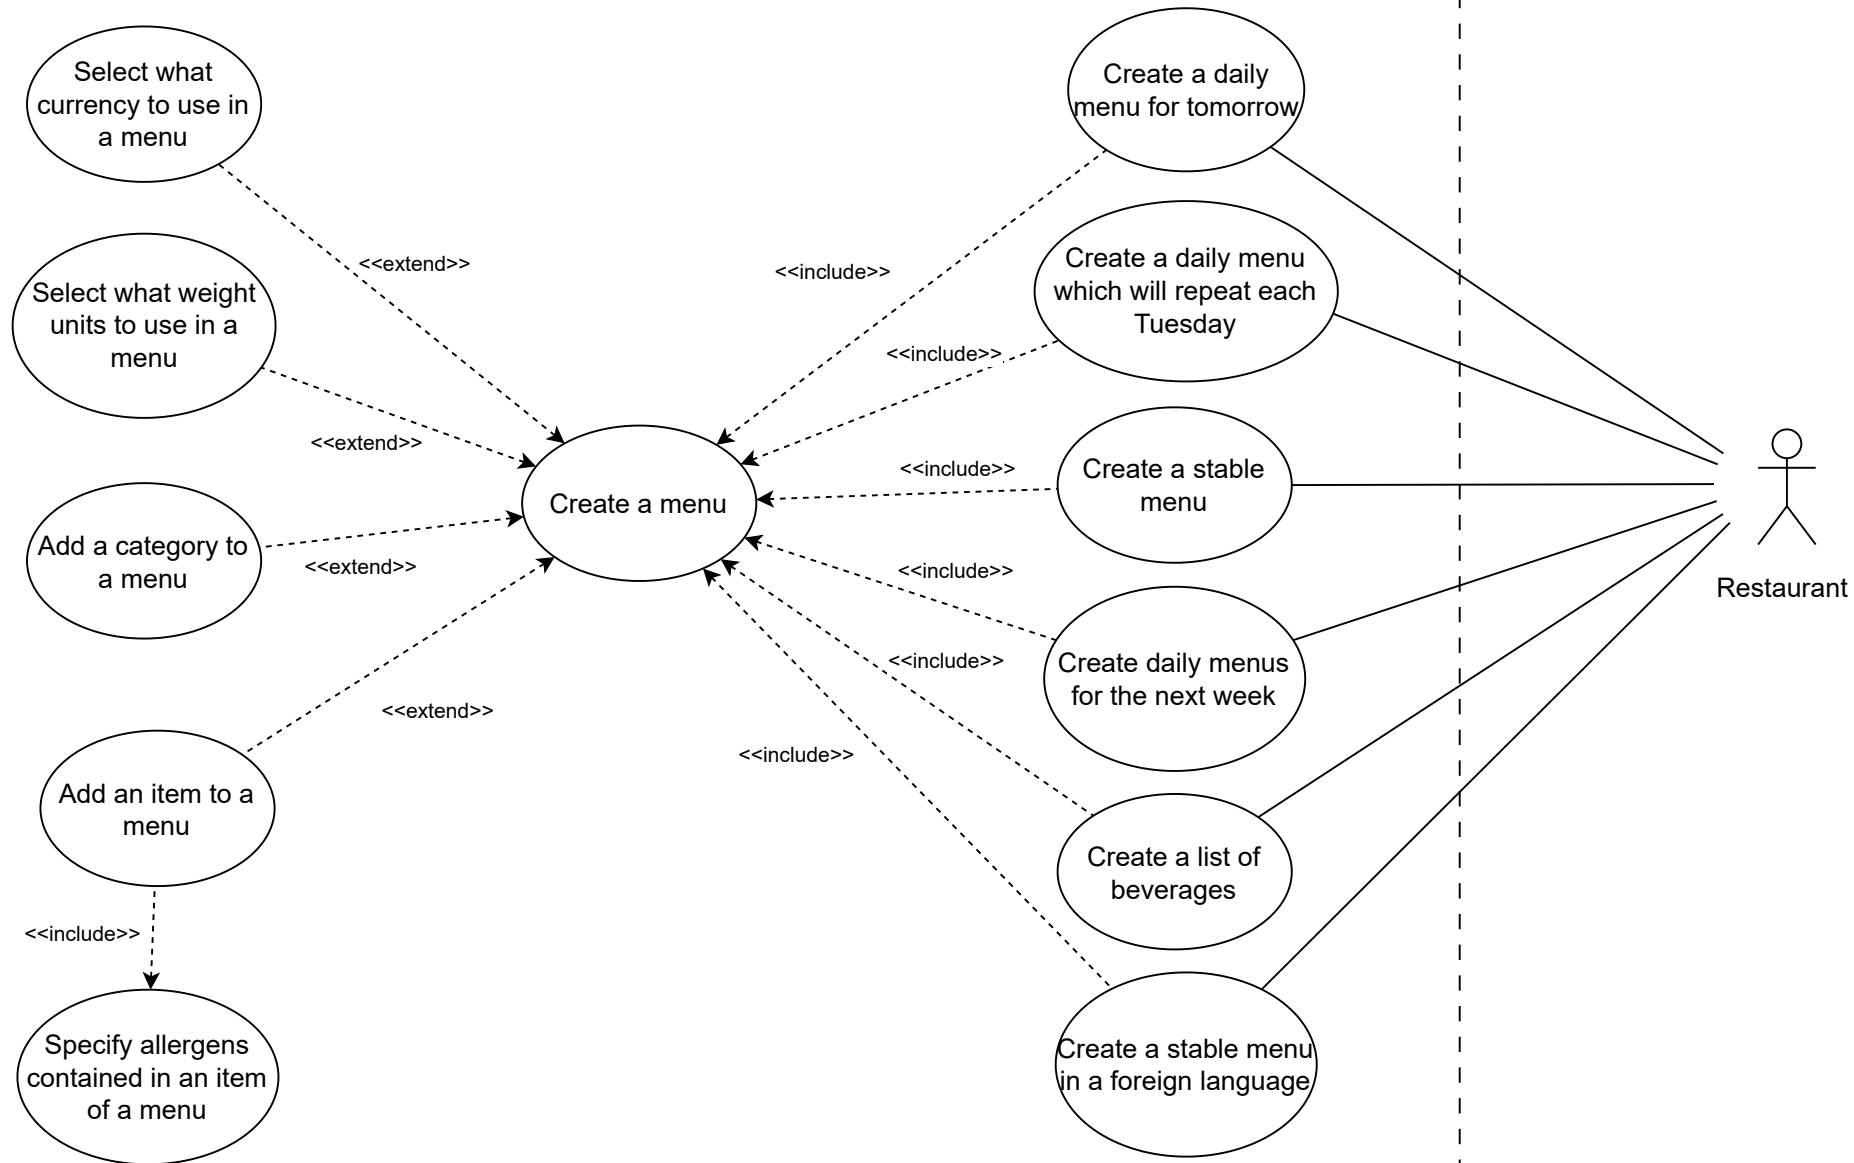 Select what
currency to use in
a menu
Create a daily
menu for tomorrow
<<extend>>
<<include>>
Select what weight
units to use in a
menu
Create a daily menu
which will repeat each
Tuesday
<<include>>
<<extend>>
<<include>>
Create a stable
menu
Create a menu
Add a category to
a menu
<<extend>>
<<include>>
Restaurant
<<include>>
Create daily menus
for the next week
<<extend>>
<<include>>
Add an item to a
menu
Create a list of
beverages
<<include>>
Specify allergens
contained in an item
of a menu
Create a stable menu
in a foreign language